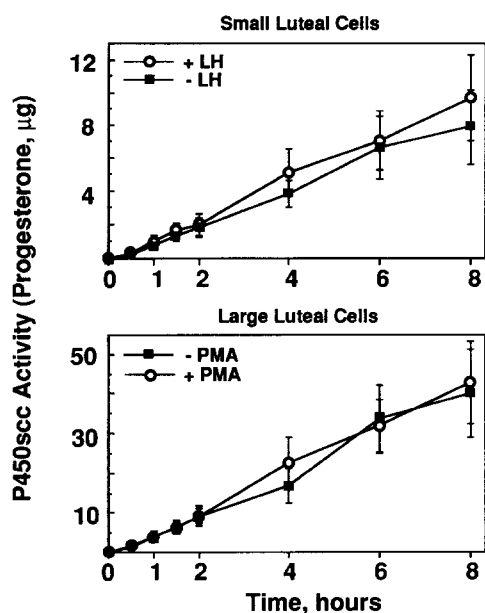 Small Luteal Cells
+ LH
- LH
12
8
4
0 1 2 4 6 8
Large Luteal Cells
- PMA
+ PMA
50
30
10
0 1 2 4 6 8
Time, hours
P450scc Activity (Progesterone, µg)